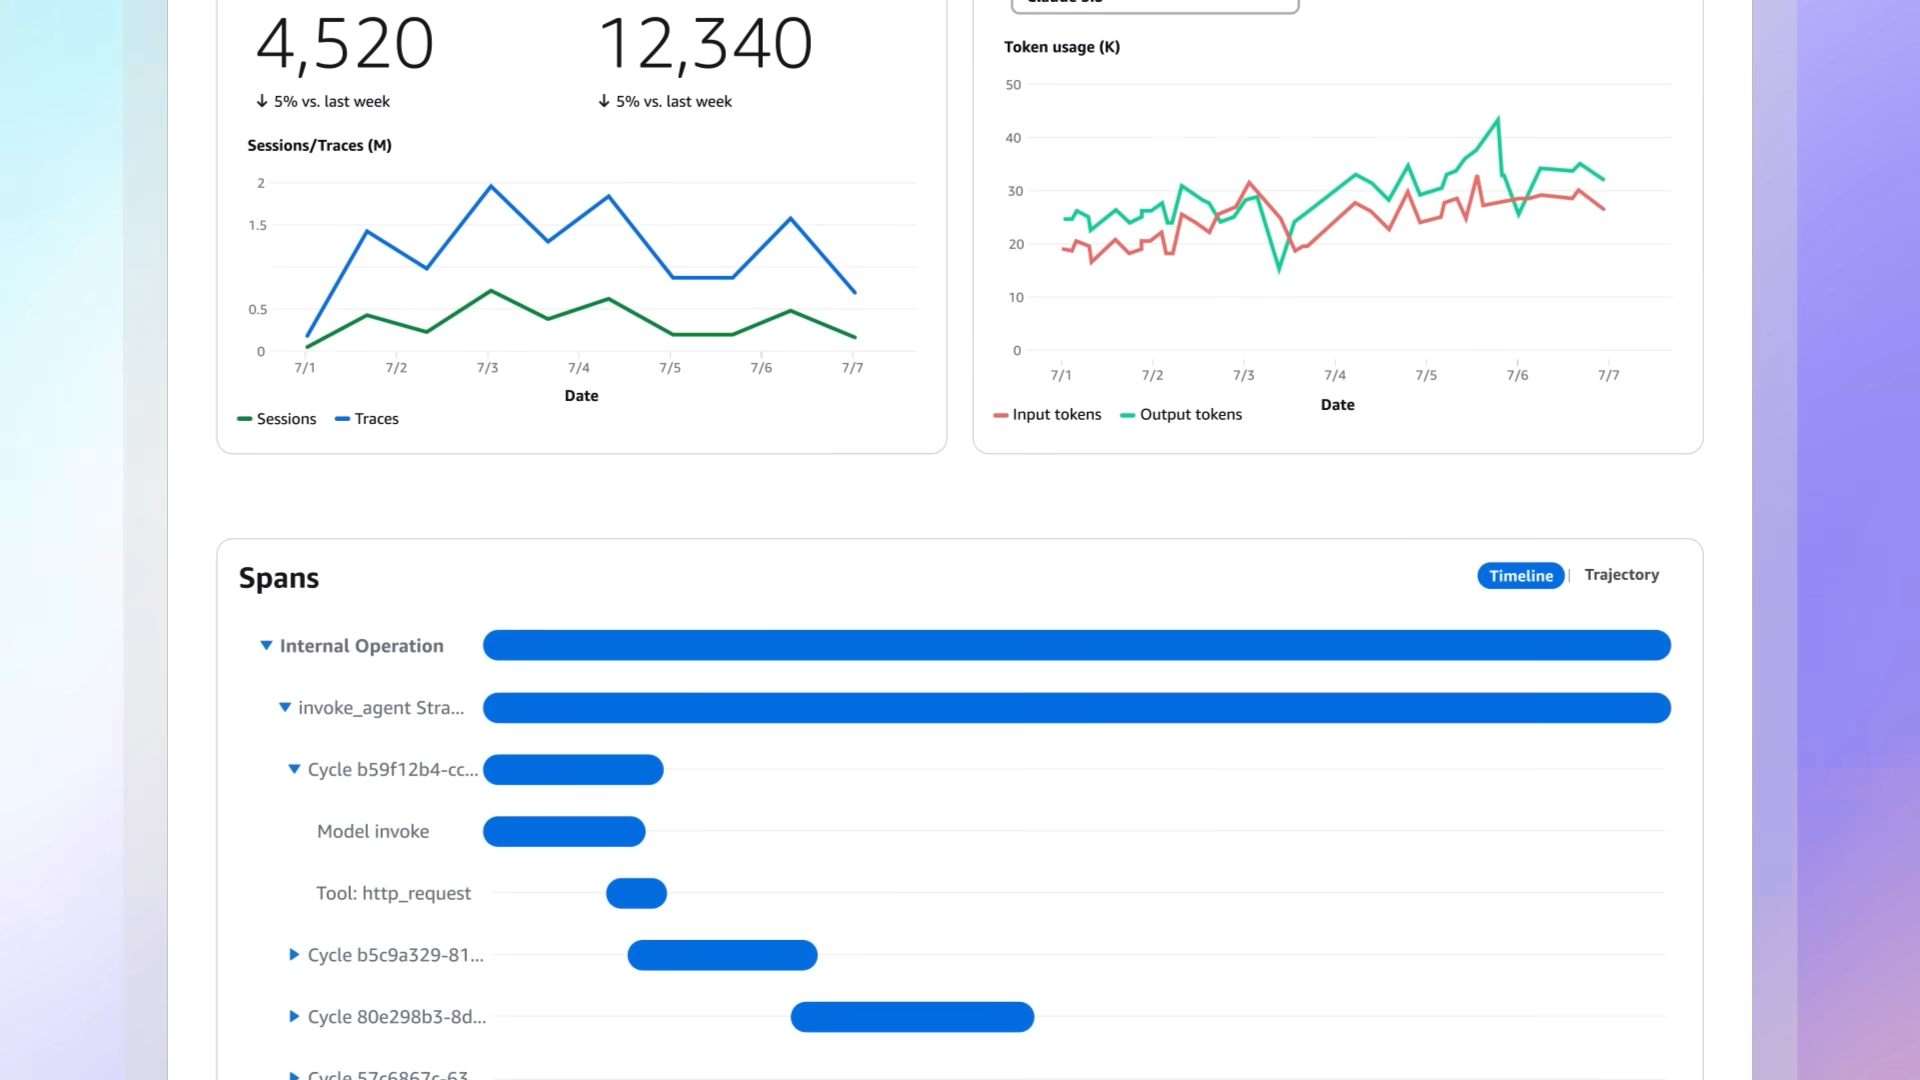 4,520
12,340
↓ 5% vs. last week
↓ 5% vs. last week
Sessions/Traces (M)
2
1.5
0.5
0
7/1 7/2 7/3 7/4 7/5 7/6 7/7
Date
Sessions Traces
Token usage (K)
50
40
30
20
10
0
7/1 7/2 7/3 7/4 7/5 7/6 7/7
Date
Input tokens Output tokens
Spans
Timeline | Trajectory
Internal Operation
invoke_agent Stra...
Cycle b59f12b4-cc...
Model invoke
Tool: http_request
Cycle b5c9a329-81...
Cycle 80e298b3-8d...
Cycle 57c6867c-63